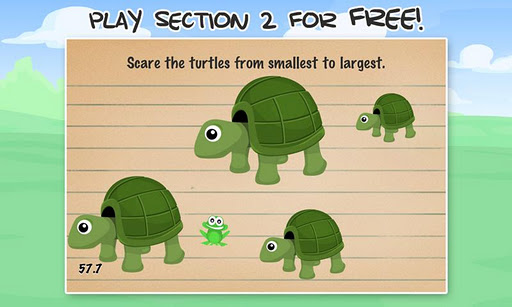 PLAY SECTION 2 FOR FREE!
Scare the turtles from smallest to largest.
57.7